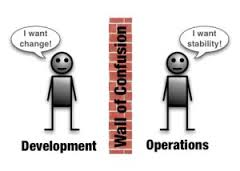 I want
change!
I want
stability!
Wall of Confusion
Development
Operations